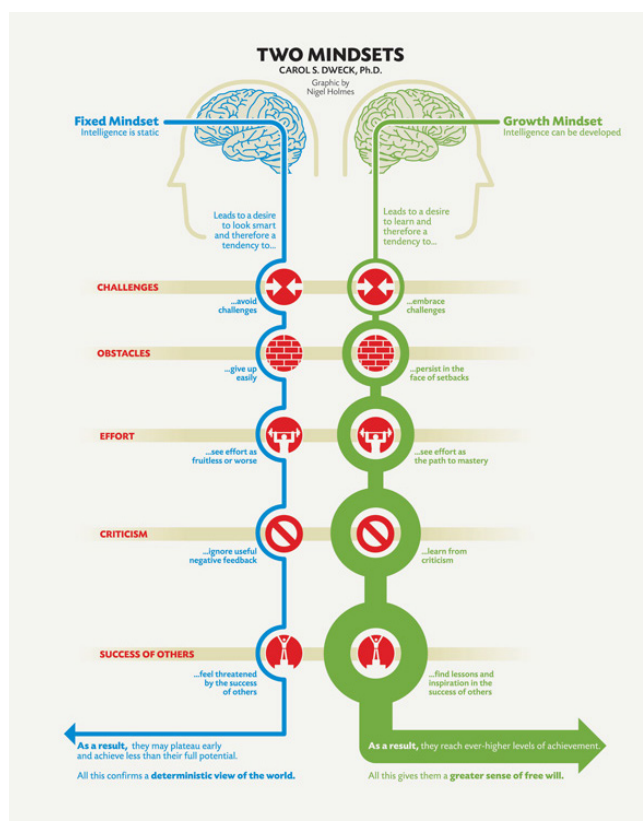 TWO MINDSETS
CAROL S. DWECK, Ph.D.
Graphic by
Nigel Holmes
Fixed Mindset
Intelligence is static
Growth Mindset
Intelligence can be developed
Leads to a desire
to look smart
and therefore a
tendency to...
Leads to a desire
to learn and
therefore a
tendency to...
CHALLENGES
...avoid
challenges
...embrace
challenges
OBSTACLES
...give up
easily
...persist in the
face of setbacks
EFFORT
...see effort as
fruitless or worse
...see effort as
the path to mastery
CRITICISM
...ignore useful
negative feedback
...learn from
criticism
SUCCESS OF OTHERS
...feel threatened
by the success
of others
...find lessons and
inspiration in the
success of others
As a result, they may plateau early
and achieve less than their full potential.
All this confirms a deterministic view of the world.
As a result, they reach ever-higher levels of achievement.
All this gives them a greater sense of free will.